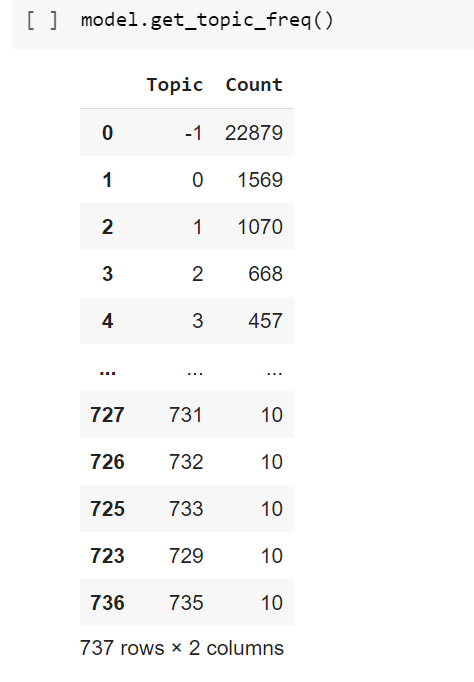 [ ] model.get_topic_freq()
Topic Count
0 -1 22879
1 0 1569
2 1 1070
3 2 668
4 3 457
... ... ...
727 731 10
726 732 10
725 733 10
723 729 10
736 735 10
737 rows × 2 columns